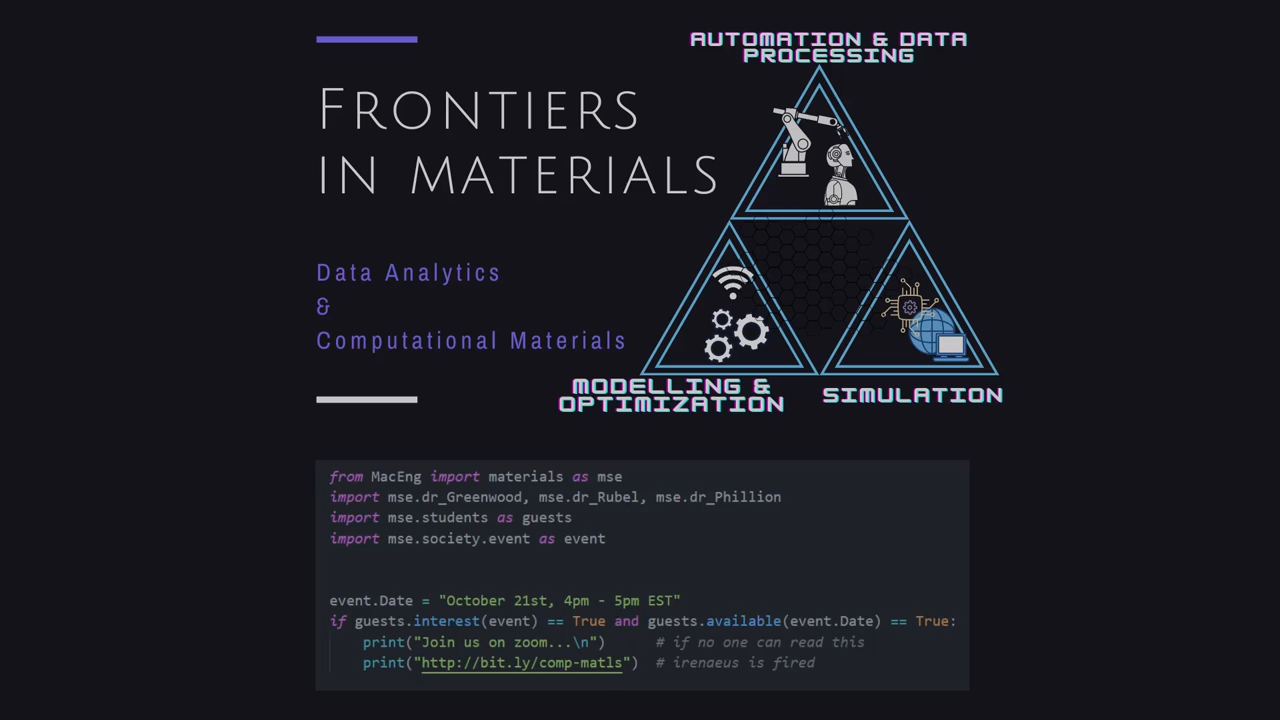 AUTOMATION & DATA
PROCESSING
FRONTIERS
IN MATERIALS
Data Analytics
&
Computational Materials
MODELLING &
OPTIMIZATION
SIMULATION
from MacEng import materials as mse
import mse.dr_Greenwood, mse.dr_Rubel, mse.dr_Phillion
import mse.students as guests
import mse.society.event as event
event.Date = "October 21st, 4pm - 5pm EST"
if guests.interest(event) == True and guests.available(event.Date) == True:
    print("Join us on zoom...\n")      # if no one can read this
    print("http://bit.ly/comp-matls")  # irenaeus is fired